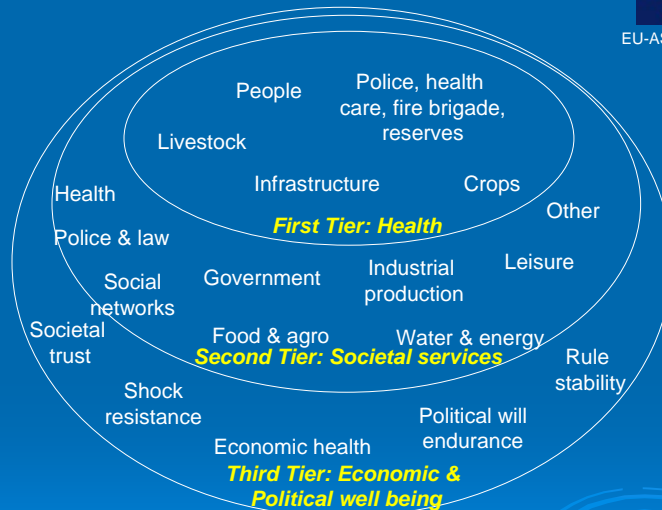 EU-AS
People
Police, health
care, fire brigade,
reserves
Livestock
Infrastructure
Crops
First Tier: Health
Health
Other
Police & law
Social
networks
Government
Industrial
production
Leisure
Societal
trust
Food & agro
Water & energy
Second Tier: Societal services
Rule
stability
Shock
resistance
Political will
endurance
Economic health
Third Tier: Economic &
Political well being